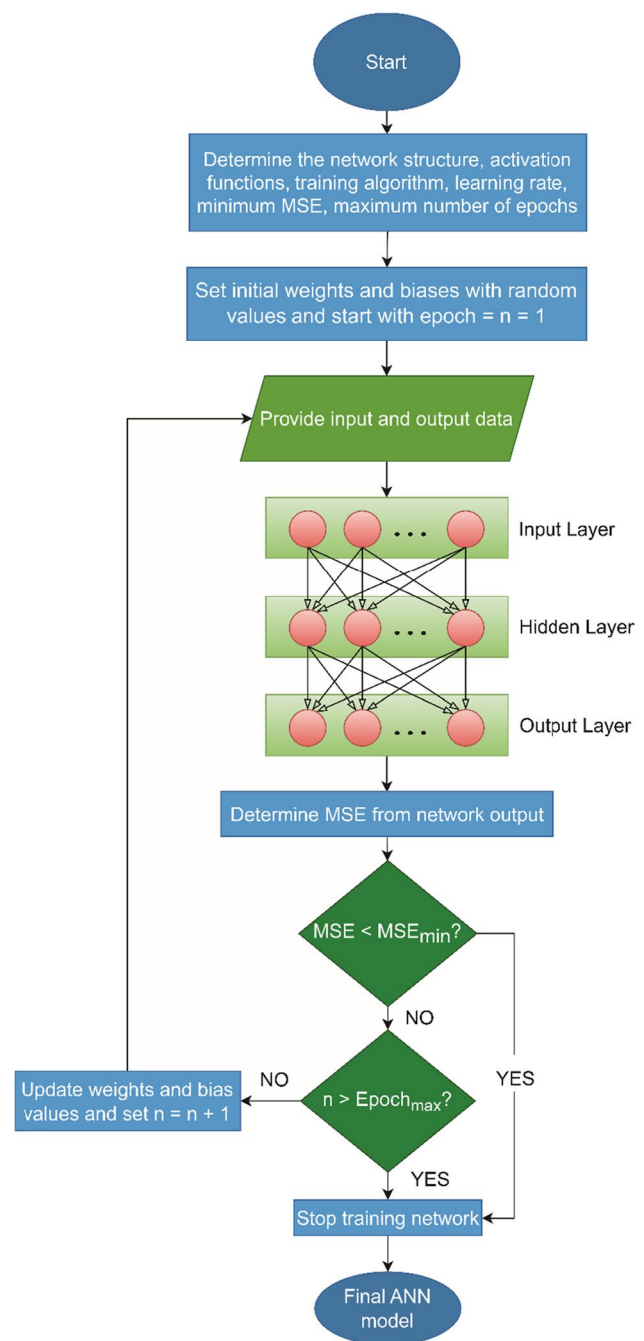 Start
Determine the network structure, activation
functions, training algorithm, learning rate,
minimum MSE, maximum number of epochs
Set initial weights and biases with random
values and start with epoch = n = 1
Provide input and output data
Input Layer
Hidden Layer
Output Layer
Determine MSE from network output
MSE < MSEmin?
NO
YES
n > Epochmax?
NO
Update weights and bias
values and set n = n + 1
YES
Stop training network
Final ANN
model